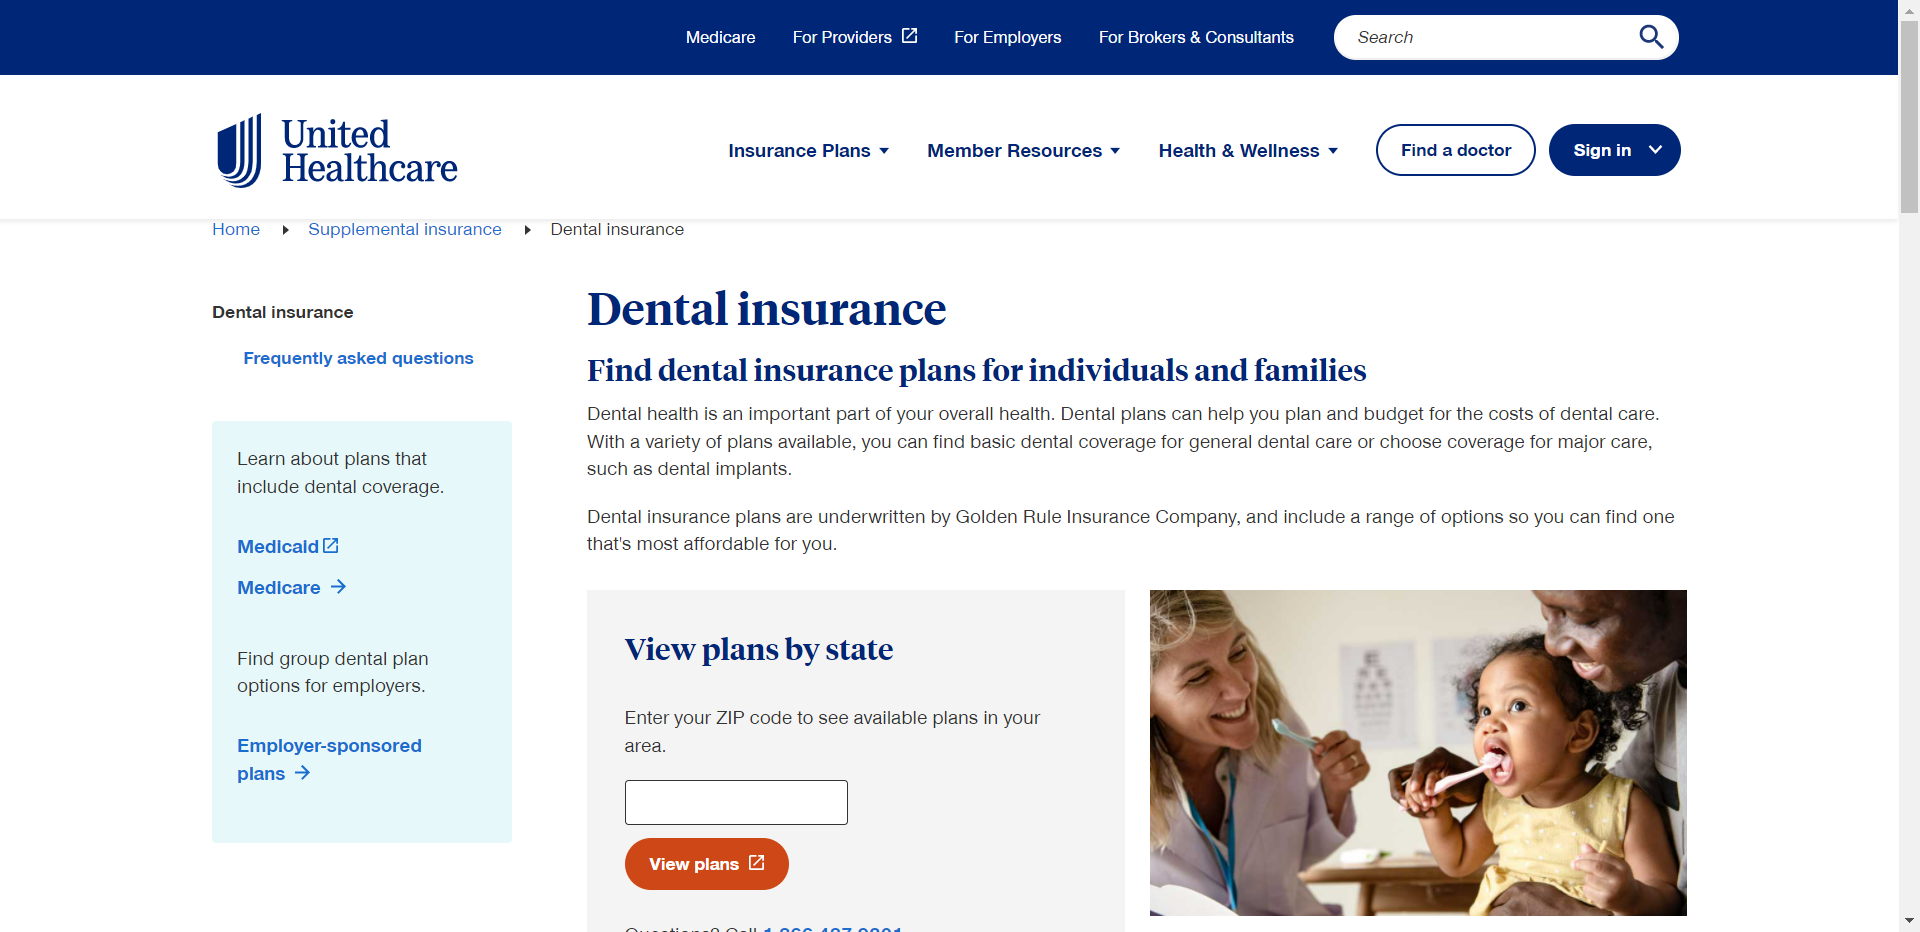 Medicare For Providers For Employers For Brokers & Consultants Search
United
Healthcare
Insurance Plans Member Resources Health & Wellness Find a doctor Sign in
Home Supplemental insurance Dental insurance
Dental insurance
Frequently asked questions
Learn about plans that
include dental coverage.
Medicaid
Medicare
Find group dental plan
options for employers.
Employer-sponsored
plans
Dental insurance
Find dental insurance plans for individuals and families
Dental health is an important part of your overall health. Dental plans can help you plan and budget for the costs of dental care.
With a variety of plans available, you can find basic dental coverage for general dental care or choose coverage for major care,
such as dental implants.
Dental insurance plans are underwritten by Golden Rule Insurance Company, and include a range of options so you can find one
that's most affordable for you.
View plans by state
Enter your ZIP code to see available plans in your
area.
View plans
Questions? Call